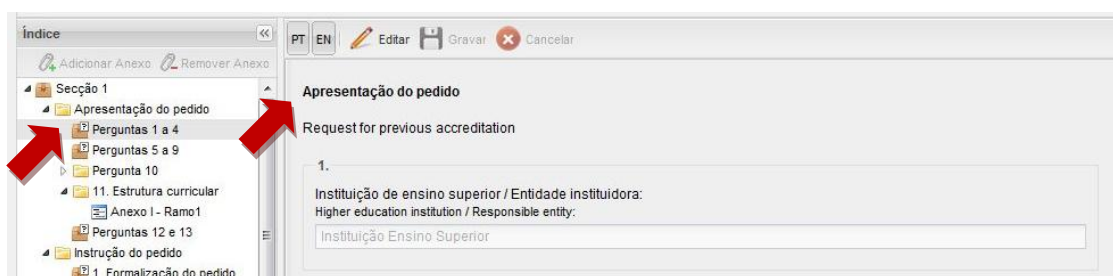 Índice
Adicionar Anexo Remover Anexo
Secção 1
Apresentação do pedido
Perguntas 1 a 4
Perguntas 5 a 9
Pergunta 10
11. Estrutura curricular
Anexo I - Ramo1
Perguntas 12 e 13
Instrução do pedido
1. Formalização do pedido
PT EN Editar Gravar Cancelar
Apresentação do pedido
Request for previous accreditation
1.
Instituição de ensino superior / Entidade instituidora:
Higher education institution / Responsible entity:
Instituição Ensino Superior